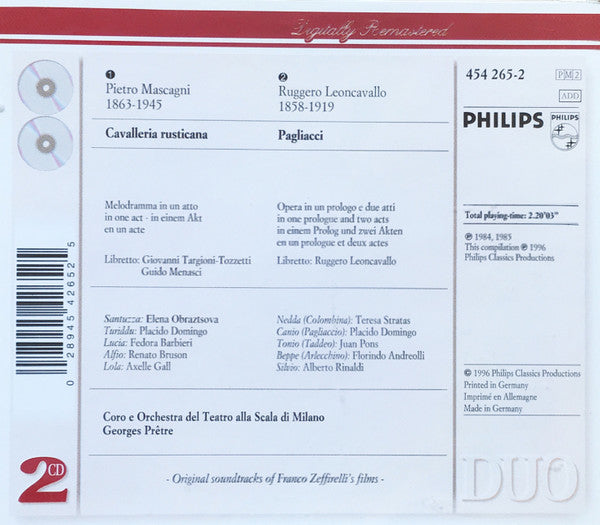 Digitally Remastered
1
Pietro Mascagni
1863-1945
Cavalleria rusticana
Melodramma in un atto
in one act - in einem Akt
en un acte
Libretto: Giovanni Targioni-Tozzetti
Guido Menasci
Santuzza: Elena Obraztsova
Turiddu: Placido Domingo
Lucia: Fedora Barbieri
Alfio: Renato Bruson
Lola: Axelle Gall
2
Ruggero Leoncavallo
1858-1919
Pagliacci
Opera in un prologo e due atti
in one prologue and two acts
in einem Prolog und zwei Akten
en un prologue et deux actes
Libretto: Ruggero Leoncavallo
Nedda (Colombina): Teresa Stratas
Canio (Pagliaccio): Placido Domingo
Tonio (Taddeo): Juan Pons
Beppe (Arlecchino): Florindo Andreolli
Silvio: Alberto Rinaldi
Coro e Orchestra del Teatro alla Scala di Milano
Georges Prêtre
- Original soundtracks of Franco Zeffirelli's films -
454 265-2
PM2
ADD
PHILIPS
PHILIPS
Total playing-time: 2.20'03"
℗ 1984, 1985
This compilation ℗ 1996
Philips Classics Productions
© 1996 Philips Classics Productions
Printed in Germany
Imprimé en Allemagne
Made in Germany
DUO
0 28945 42652 5
2 CD